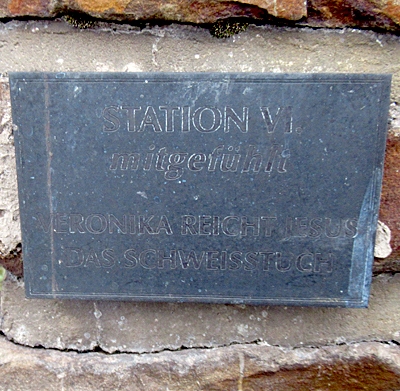 STATION VI.
mitgefühlt
VERONIKA REICHT JESUS
DAS SCHWEISSTUCH